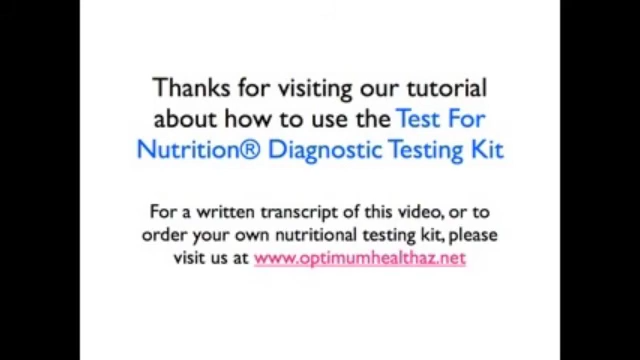 Thanks for visiting our tutorial
about how to use the Test For
Nutrition® Diagnostic Testing Kit
For a written transcript of this video, or to
order your own nutritional testing kit, please
visit us at www.optimumhealthaz.net